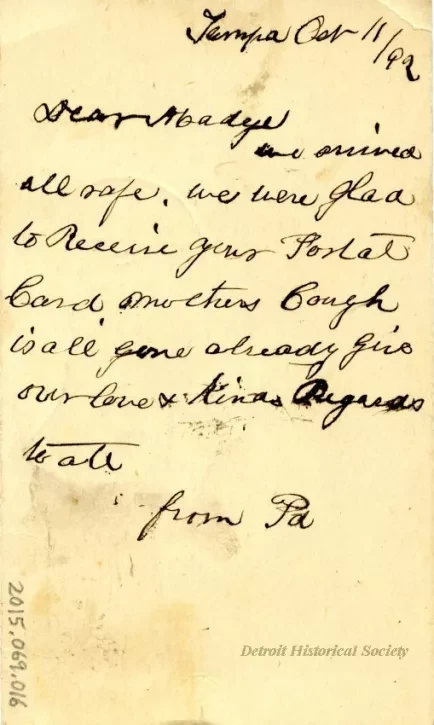 Tampa Oct 11/92
Dear Madge
we arrived
all safe. we were glad
to Receive your Postal
Card mothers Cough
is all gone already give
our love & Kind Regards
to all
from Pa
2015.069.016
Detroit Historical Society